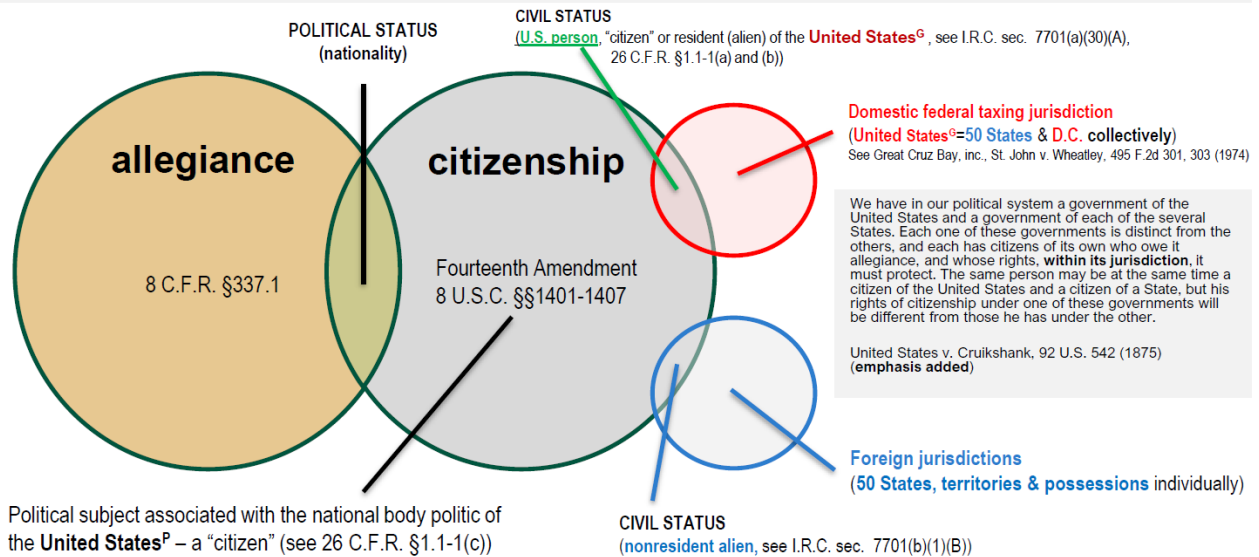 POLITICAL STATUS
(nationality)
CIVIL STATUS
(U.S. person, “citizen” or resident (alien) of the United Statesᴳ , see I.R.C. sec. 7701(a)(30)(A),
26 C.F.R. §1.1-1(a) and (b))
allegiance
8 C.F.R. §337.1
citizenship
Fourteenth Amendment
8 U.S.C. §§1401-1407
Domestic federal taxing jurisdiction
(United Statesᴳ=50 States & D.C. collectively)
See Great Cruz Bay, inc., St. John v. Wheatley, 495 F.2d 301, 303 (1974)
We have in our political system a government of the
United States and a government of each of the several
States. Each one of these governments is distinct from the
others, and each has citizens of its own who owe it
allegiance, and whose rights, within its jurisdiction, it
must protect. The same person may be at the same time a
citizen of the United States and a citizen of a State, but his
rights of citizenship under one of these governments will
be different from those he has under the other.
United States v. Cruikshank, 92 U.S. 542 (1875)
(emphasis added)
Foreign jurisdictions
(50 States, territories & possessions individually)
Political subject associated with the national body politic of
the United Statesᴾ – a “citizen” (see 26 C.F.R. §1.1-1(c))
CIVIL STATUS
(nonresident alien, see I.R.C. sec. 7701(b)(1)(B))